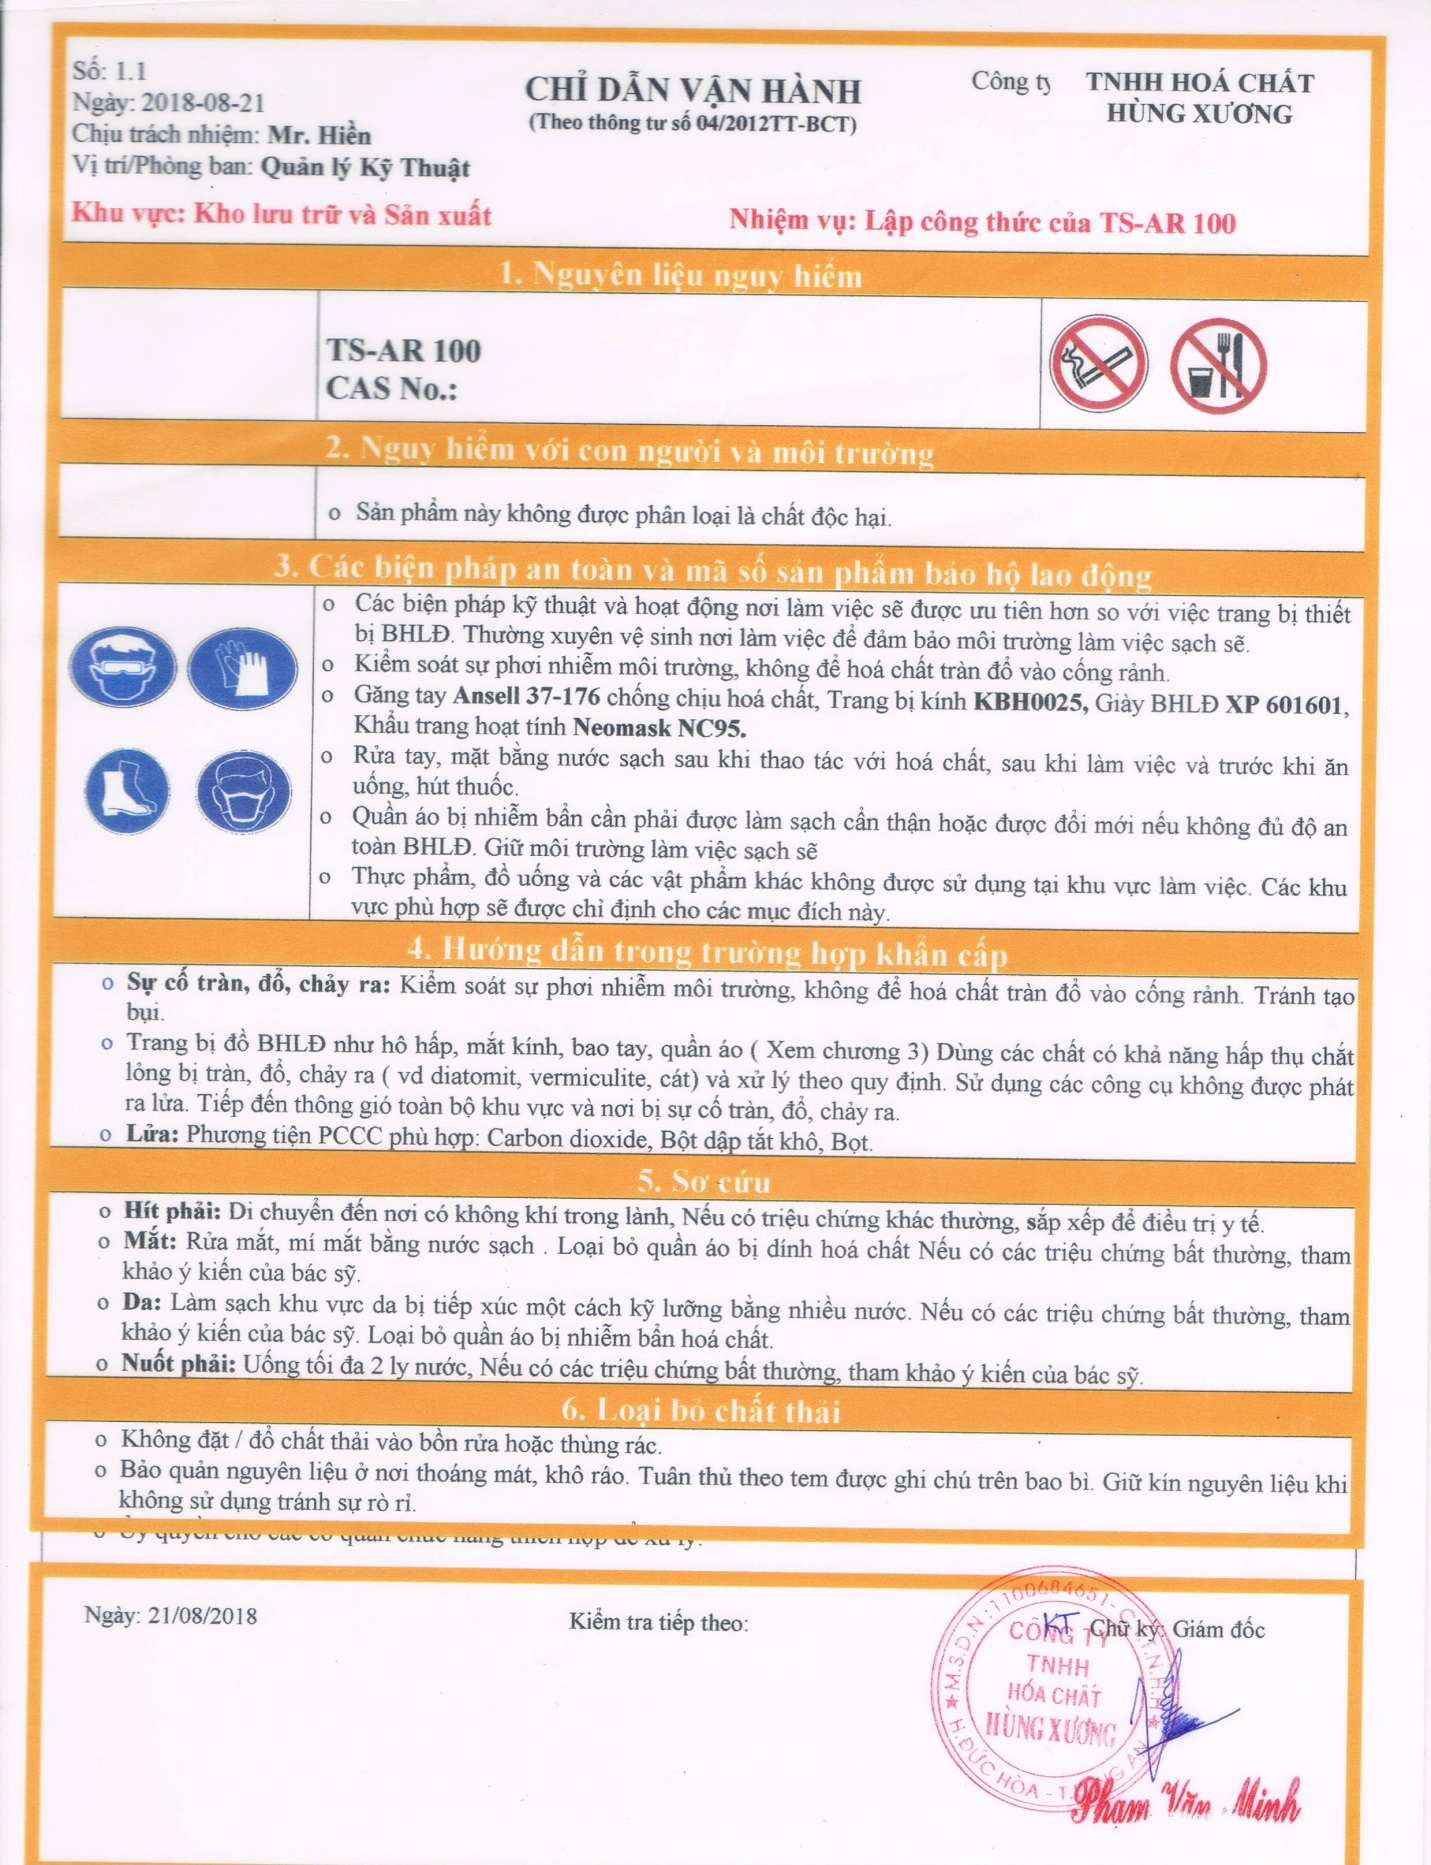 Số: 1.1
Ngày: 2018-08-21
Chịu trách nhiệm: Mr. Hiền
Vị trí/Phòng ban: Quản lý Kỹ Thuật
CHỈ DẪN VẬN HÀNH
(Theo thông tư số 04/2012TT-BCT)
Công ty TNHH HOÁ CHẤT
HÙNG XƯƠNG
Khu vực: Kho lưu trữ và Sản xuất
Nhiệm vụ: Lập công thức của TS-AR 100
1. Nguyên liệu nguy hiểm
TS-AR 100
CAS No.:
2. Nguy hiểm với con người và môi trường
o Sản phẩm này không được phân loại là chất độc hại.
3. Các biện pháp an toàn và mã số sản phẩm bảo hộ lao động
o Các biện pháp kỹ thuật và hoạt động nơi làm việc sẽ được ưu tiên hơn so với việc trang bị thiết
bị BHLĐ. Thường xuyên vệ sinh nơi làm việc để đảm bảo môi trường làm việc sạch sẽ.
o Kiểm soát sự phơi nhiễm môi trường, không để hoá chất tràn đổ vào cống rảnh.
o Găng tay Ansell 37-176 chống chịu hoá chất, Trang bị kính KBH0025, Giày BHLĐ XP 601601,
Khẩu trang hoạt tính Neomask NC95.
o Rửa tay, mặt bằng nước sạch sau khi thao tác với hoá chất, sau khi làm việc và trước khi ăn
uống, hút thuốc.
o Quần áo bị nhiễm bẩn cần phải được làm sạch cẩn thận hoặc được đổi mới nếu không đủ độ an
toàn BHLĐ. Giữ môi trường làm việc sạch sẽ
o Thực phẩm, đồ uống và các vật phẩm khác không được sử dụng tại khu vực làm việc. Các khu
vực phù hợp sẽ được chỉ định cho các mục đích này.
4. Hướng dẫn trong trường hợp khẩn cấp
o Sự cố tràn, đổ, chảy ra: Kiểm soát sự phơi nhiễm môi trường, không để hoá chất tràn đổ vào cống rảnh. Tránh tạo
bụi.
o Trang bị đồ BHLĐ như hô hấp, mắt kính, bao tay, quần áo ( Xem chương 3) Dùng các chất có khả năng hấp thụ chắt
lỏng bị tràn, đổ, chảy ra ( vd diatomit, vermiculite, cát) và xử lý theo quy định. Sử dụng các công cụ không được phát
ra lửa. Tiếp đến thông gió toàn bộ khu vực và nơi bị sự cố tràn, đổ, chảy ra.
o Lửa: Phương tiện PCCC phù hợp: Carbon dioxide, Bột dập tắt khô, Bọt.
5. Sơ cứu
o Hít phải: Di chuyển đến nơi có không khí trong lành, Nếu có triệu chứng khác thường, sắp xếp để điều trị y tế.
o Mắt: Rửa mắt, mí mắt bằng nước sạch . Loại bỏ quần áo bị dính hoá chất Nếu có các triệu chứng bất thường, tham
khảo ý kiến của bác sỹ.
o Da: Làm sạch khu vực da bị tiếp xúc một cách kỹ lưỡng bằng nhiều nước. Nếu có các triệu chứng bất thường, tham
khảo ý kiến của bác sỹ. Loại bỏ quần áo bị nhiễm bẩn hoá chất.
o Nuốt phải: Uống tối đa 2 ly nước, Nếu có các triệu chứng bất thường, tham khảo ý kiến của bác sỹ.
6. Loại bỏ chất thải
o Không đặt / đổ chất thải vào bồn rửa hoặc thùng rác.
o Bảo quản nguyên liệu ở nơi thoáng mát, khô ráo. Tuân thủ theo tem được ghi chú trên bao bì. Giữ kín nguyên liệu khi
không sử dụng tránh sự rò rỉ.
o Ủy quyền cho các cơ quan chức năng thích hợp để xử lý.
Ngày: 21/08/2018
Kiểm tra tiếp theo:
KT Chữ ký: Giám đốc
M.S.D.N:1100684651-C.T.T.N.H.H
CÔNG TY
TNHH
HÓA CHẤT
HÙNG XƯƠNG
H.ĐỨC HÒA - T.LONG AN
Phạm Văn Minh